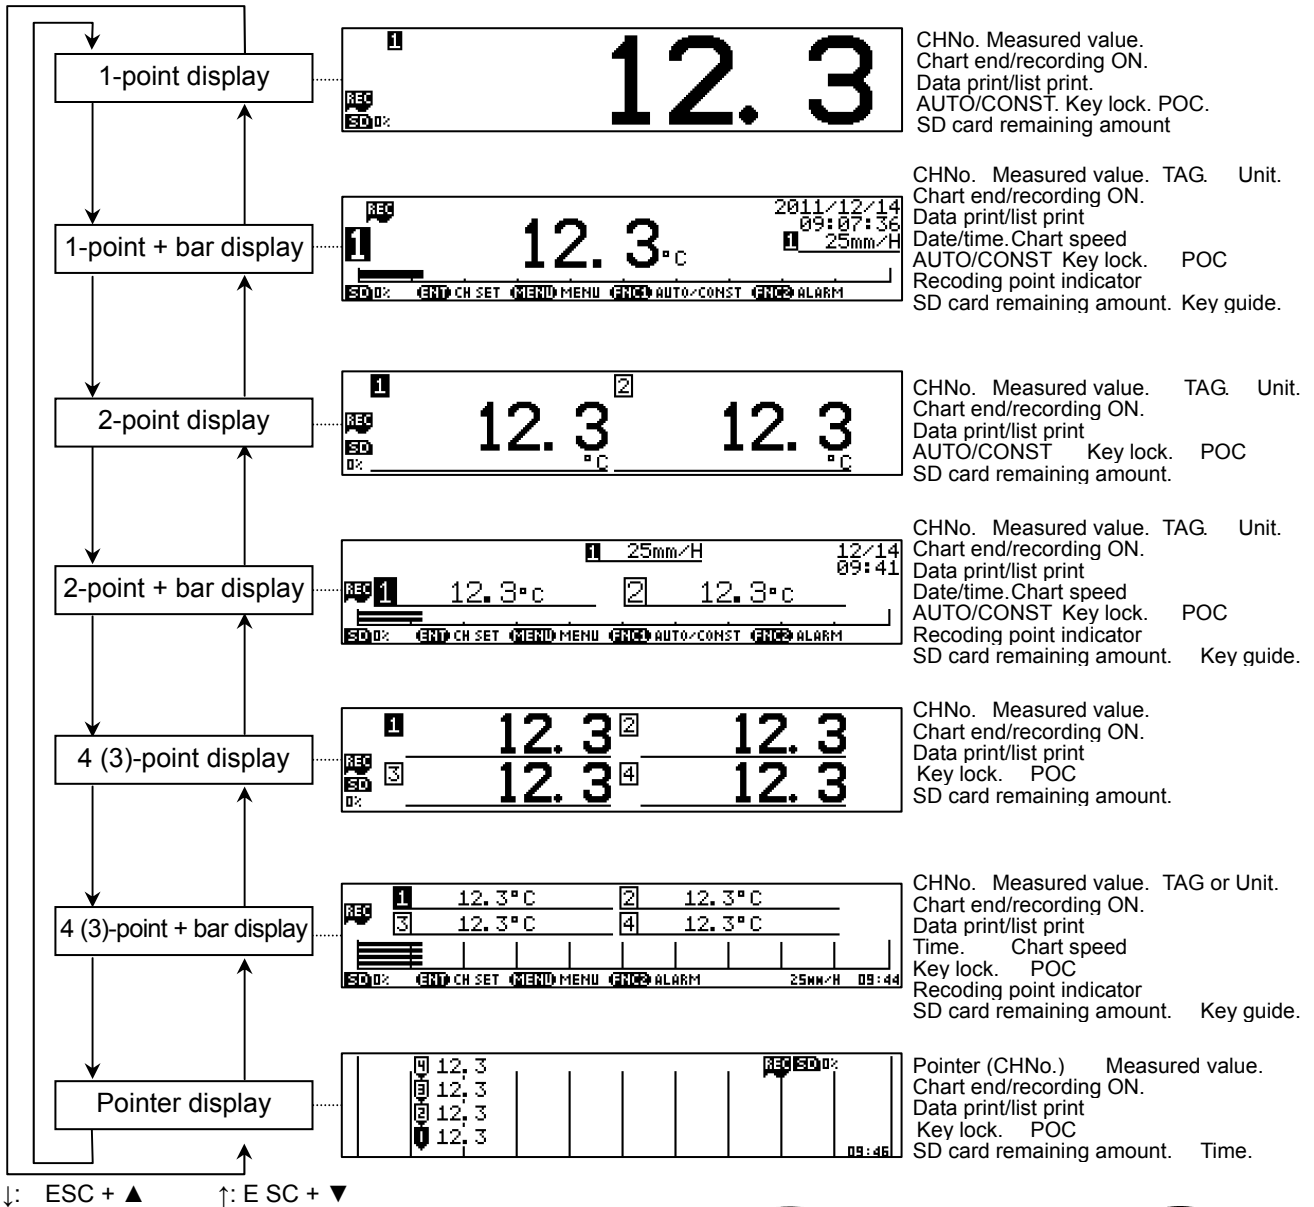 1-point display
1
12.3
REC
SD 0%
CHNo. Measured value.
Chart end/recording ON.
Data print/list print.
AUTO/CONST. Key lock. POC.
SD card remaining amount
1-point + bar display
REC
1
12.3°C
2011/12/14
09:07:36
1 25mm/H
SD 0% ENT CH SET MENU MENU FNC1 AUTO/CONST FNC2 ALARM
CHNo. Measured value. TAG. Unit.
Chart end/recording ON.
Data print/list print
Date/time.Chart speed
AUTO/CONST Key lock. POC
Recoding point indicator
SD card remaining amount. Key guide.
2-point display
1 2
REC
12.3 12.3
SD
0% °C °C
CHNo. Measured value. TAG. Unit.
Chart end/recording ON.
Data print/list print
AUTO/CONST Key lock. POC
SD card remaining amount.
2-point + bar display
1 25mm/H 12/14
09:41
REC 1 12.3°C 2 12.3°C
SD 0% ENT CH SET MENU MENU FNC1 AUTO/CONST FNC2 ALARM
CHNo. Measured value. TAG. Unit.
Chart end/recording ON.
Data print/list print
Date/time.Chart speed
AUTO/CONST Key lock. POC
Recoding point indicator
SD card remaining amount. Key guide.
4 (3)-point display
1 12.3 2 12.3
REC
3 12.3 4 12.3
SD
0%
CHNo. Measured value.
Chart end/recording ON.
Data print/list print
Key lock. POC
SD card remaining amount.
4 (3)-point + bar display
1 12.3°C 2 12.3°C
REC
3 12.3°C 4 12.3°C
SD 0% ENT CH SET MENU MENU FNC2 ALARM 25mm/H 09:44
CHNo. Measured value. TAG or Unit.
Chart end/recording ON.
Data print/list print
Time. Chart speed
Key lock. POC
Recoding point indicator
SD card remaining amount. Key guide.
Pointer display
4 12.3 REC SD 0%
3 12.3
2 12.3
1 12.3
09:46
Pointer (CHNo.) Measured value.
Chart end/recording ON.
Data print/list print
Key lock. POC
SD card remaining amount. Time.
↓: ESC + ▲ ↑: E SC + ▼